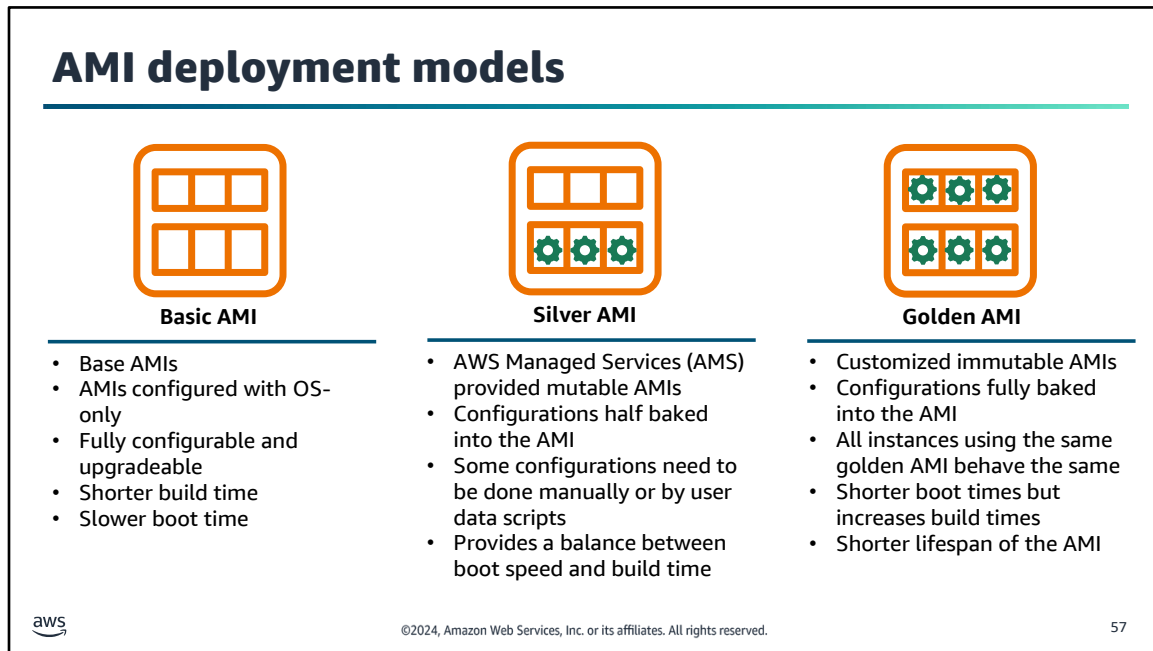 AMI deployment models
Basic AMI
• Base AMIs
• AMIs configured with OS-
only
• Fully configurable and
upgradeable
• Shorter build time
• Slower boot time
Silver AMI
• AWS Managed Services (AMS)
provided mutable AMIs
• Configurations half baked
into the AMI
• Some configurations need to
be done manually or by user
data scripts
• Provides a balance between
boot speed and build time
Golden AMI
• Customized immutable AMIs
• Configurations fully baked
into the AMI
• All instances using the same
golden AMI behave the same
• Shorter boot times but
increases build times
• Shorter lifespan of the AMI
aws
©2024, Amazon Web Services, Inc. or its affiliates. All rights reserved.
57